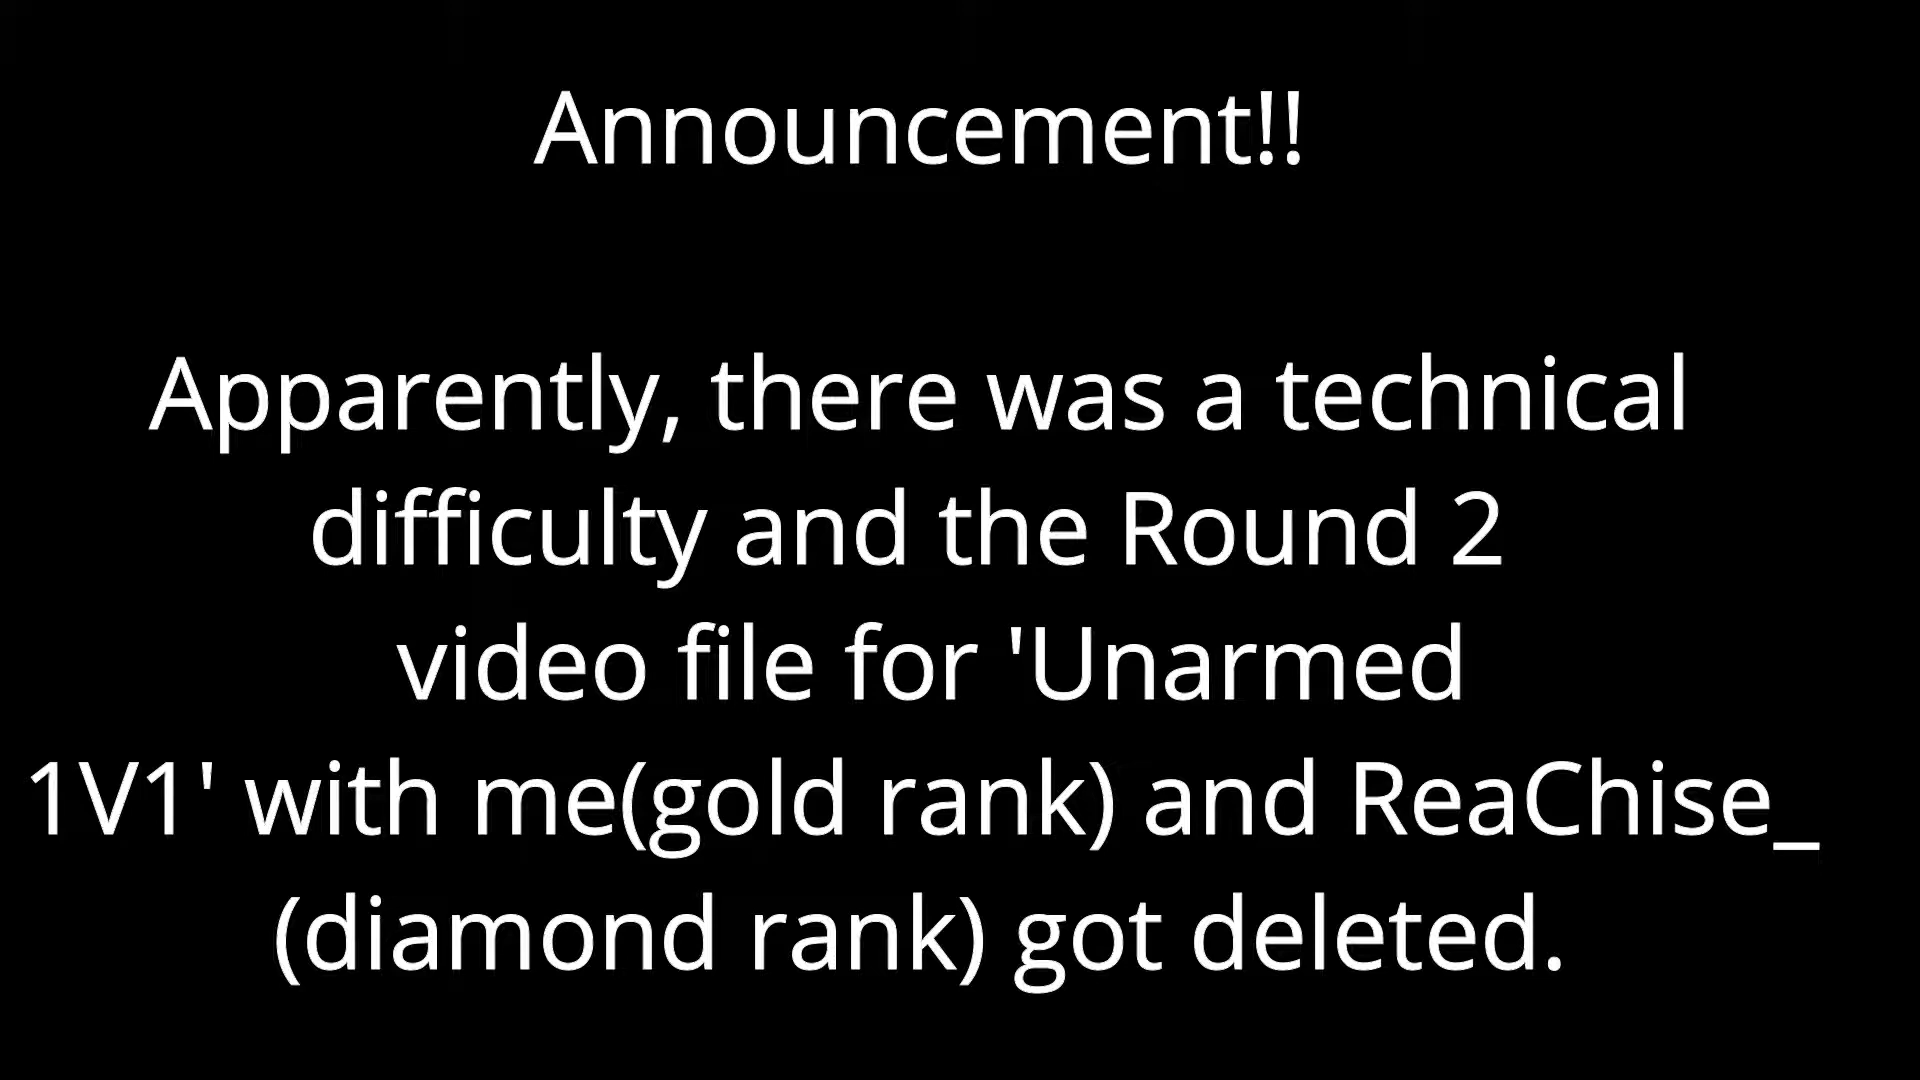 Announcement!!
Apparently, there was a technical
difficulty and the Round 2
video file for 'Unarmed
1V1' with me(gold rank) and ReaChise_
(diamond rank) got deleted.